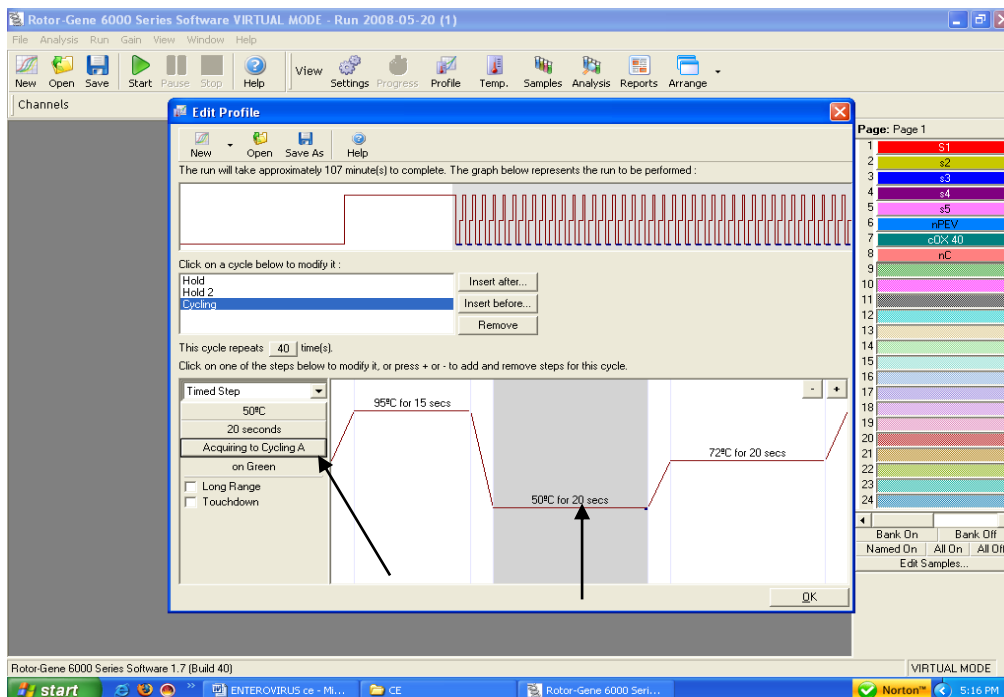 Rotor-Gene 6000 Series Software VIRTUAL MODE - Run 2008-05-20 (1)
File Analysis Run Gain View Window Help
New Open Save Start Pause Stop Help View Settings Progress Profile Temp. Samples Analysis Reports Arrange
Channels
Edit Profile
New Open Save As Help
The run will take approximately 107 minute(s) to complete. The graph below represents the run to be performed :
Click on a cycle below to modify it :
Hold
Hold 2
Cycling
Insert after...
Insert before...
Remove
This cycle repeats 40 time(s).
Click on one of the steps below to modify it, or press + or - to add and remove steps for this cycle.
Timed Step
50ºC
20 seconds
Acquiring to Cycling A
on Green
Long Range
Touchdown
- +
95ºC for 15 secs
50ºC for 20 secs
72ºC for 20 secs
OK
Page: Page 1
1 S1
2 s2
3 s3
4 s4
5 s5
6 nPEV
7 cOX 40
8 nC
9
10
11
12
13
14
15
16
17
18
19
20
21
22
23
24
Bank On Bank Off
Named On All On All Off
Edit Samples...
Rotor-Gene 6000 Series Software 1.7 (Build 40) VIRTUAL MODE
start ENTEROVIRUS ce - Mi... CE Rotor-Gene 6000 Seri... Norton™ 5:16 PM